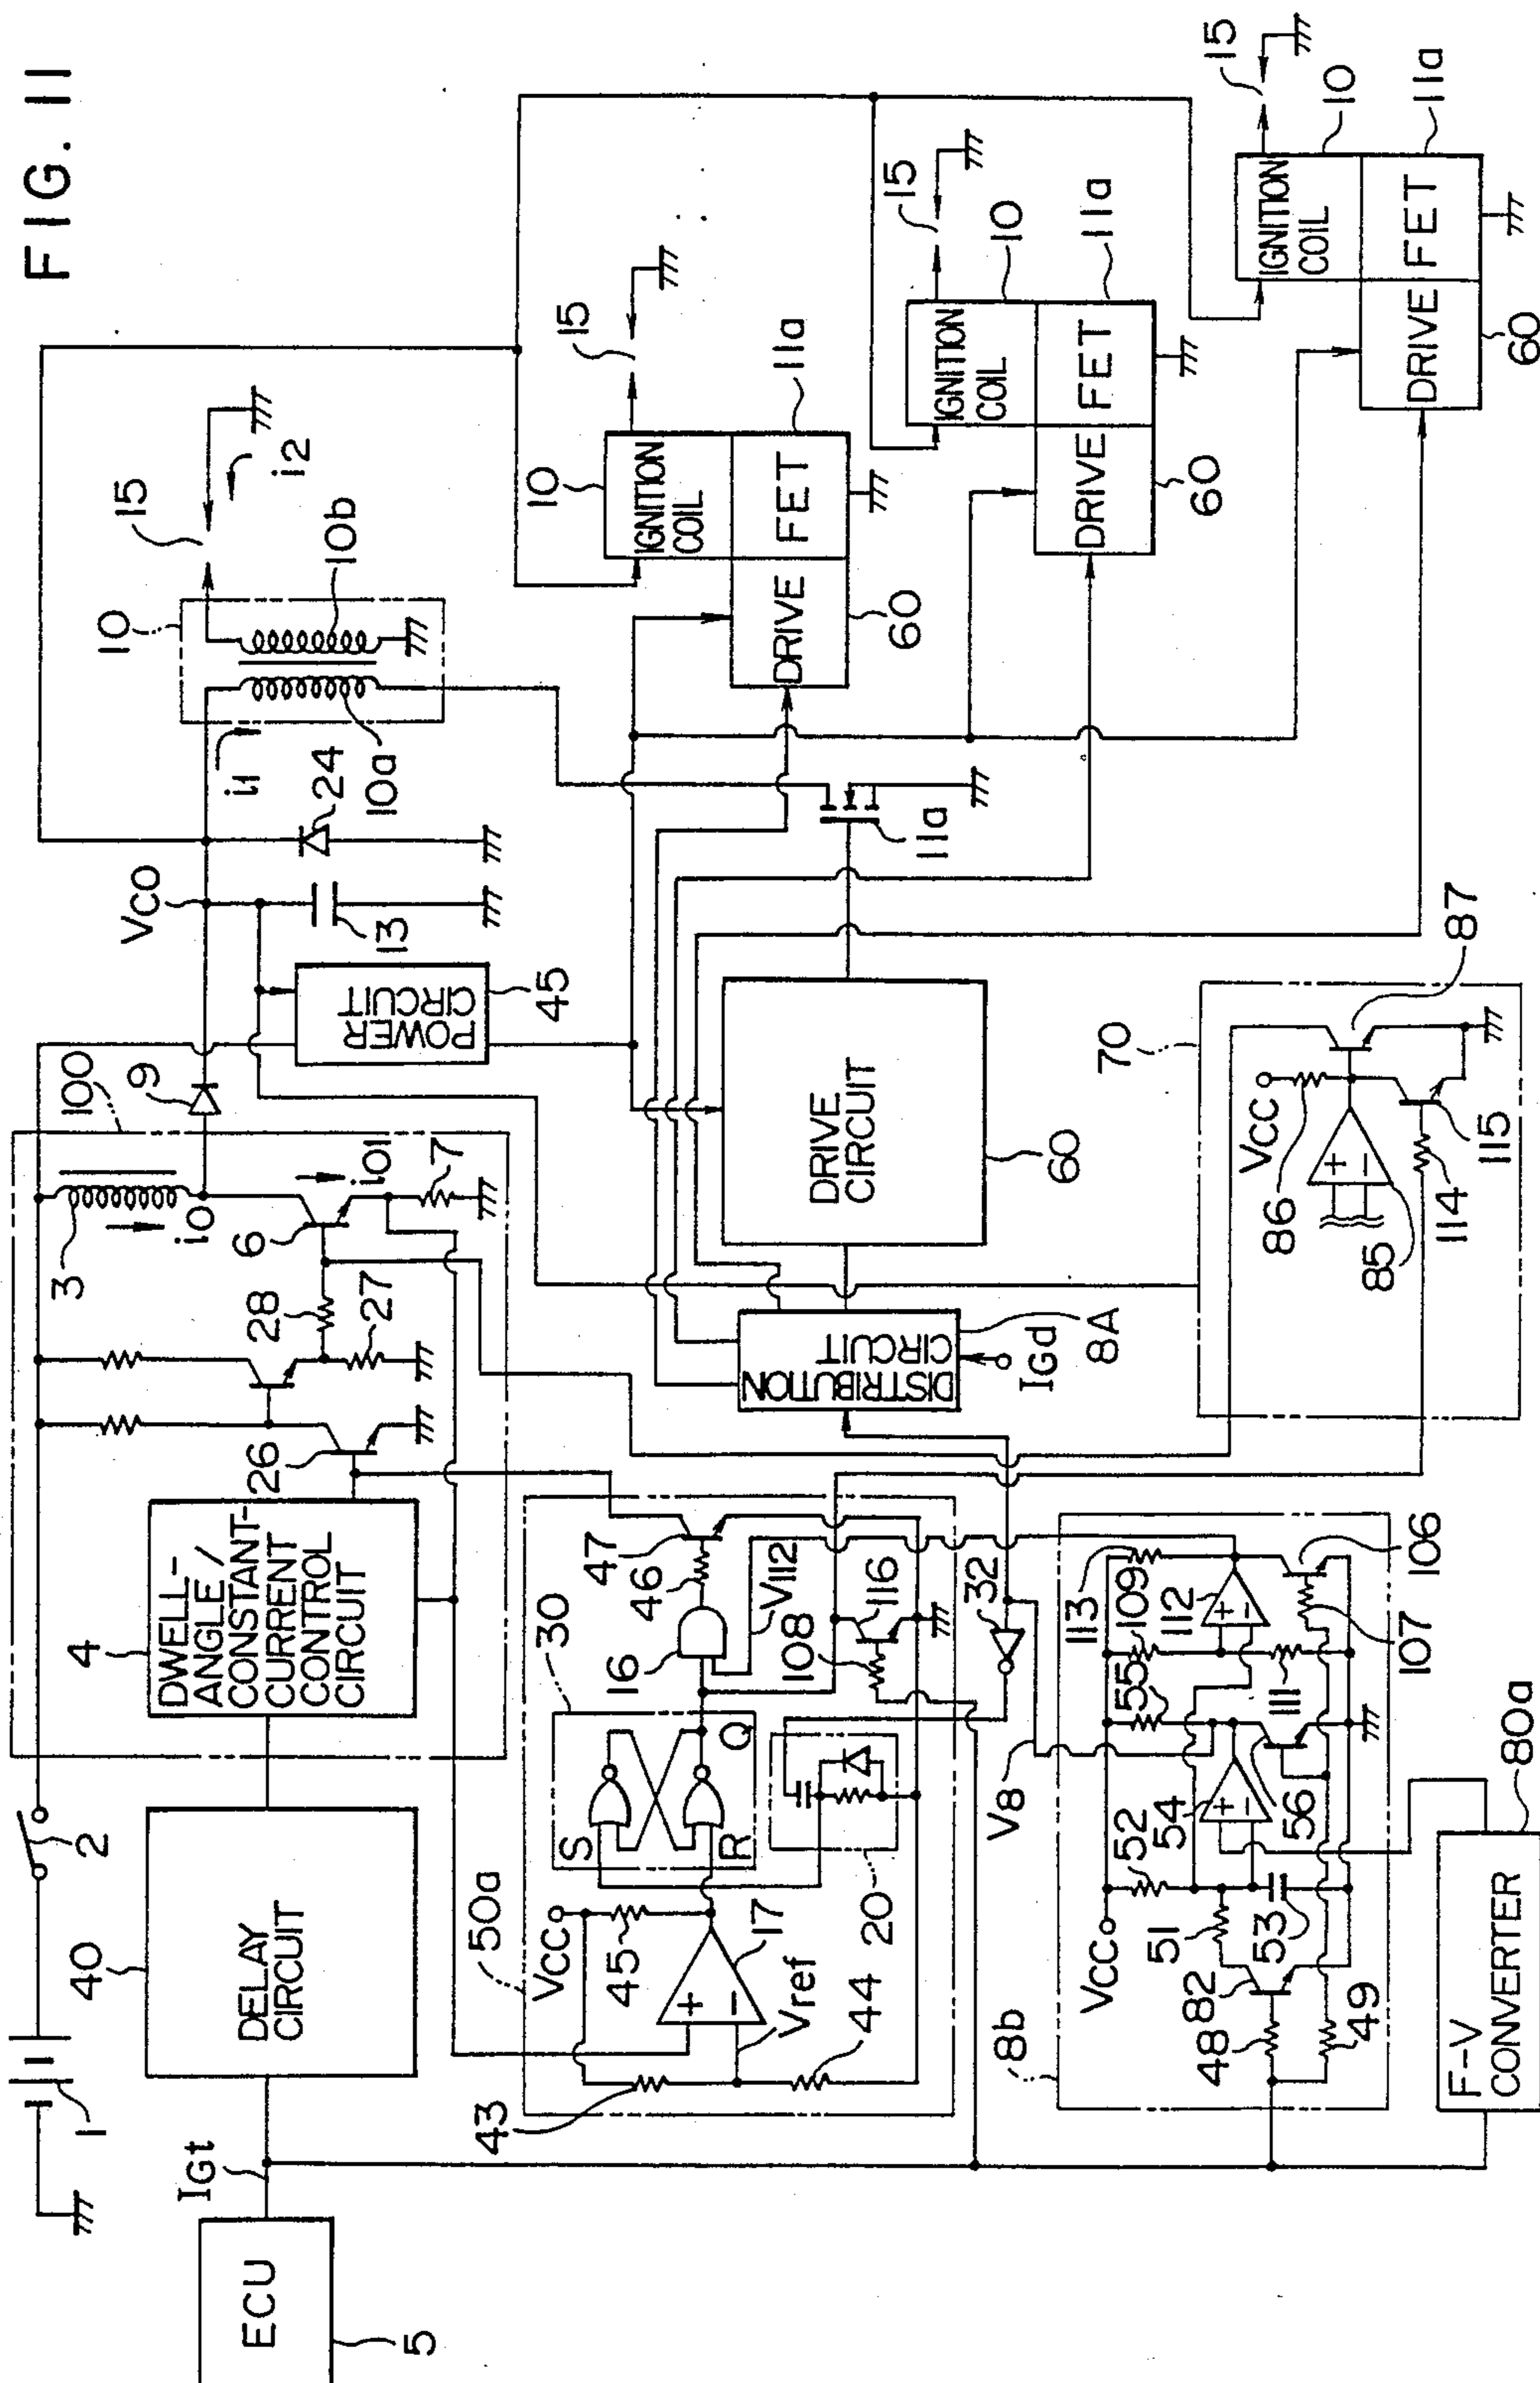 FIG. 11
ECU
5
IGt
1
2
40
DELAY
CIRCUIT
4
DWELL-
ANGLE /
CONSTANT-
CURRENT
CONTROL
CIRCUIT
26
28
27
3
i0
6
i01
7
100
9
VCO
POWER
CIRCUIT
45
13
24
i1
10a
10
10b
15
i2
50a
43
VCC
45
17
Vref
44
30
S
R
Q
20
16
46
47
V112
108
116
32
V8
DISTRIBUTION
CIRCUIT
8A
IGd
DRIVE
CIRCUIT
60
11a
10
IGNITION
COIL
15
DRIVE
FET
11a
60
IGNITION
COIL
15
10
DRIVE
FET
11a
60
IGNITION
COIL
15
10
DRIVE
FET
11a
60
8b
48
82
49
VCC
51
52
53
54
55
56
109
111
112
113
107
106
F-V
CONVERTER
80a
70
VCC
86
85
87
114
115